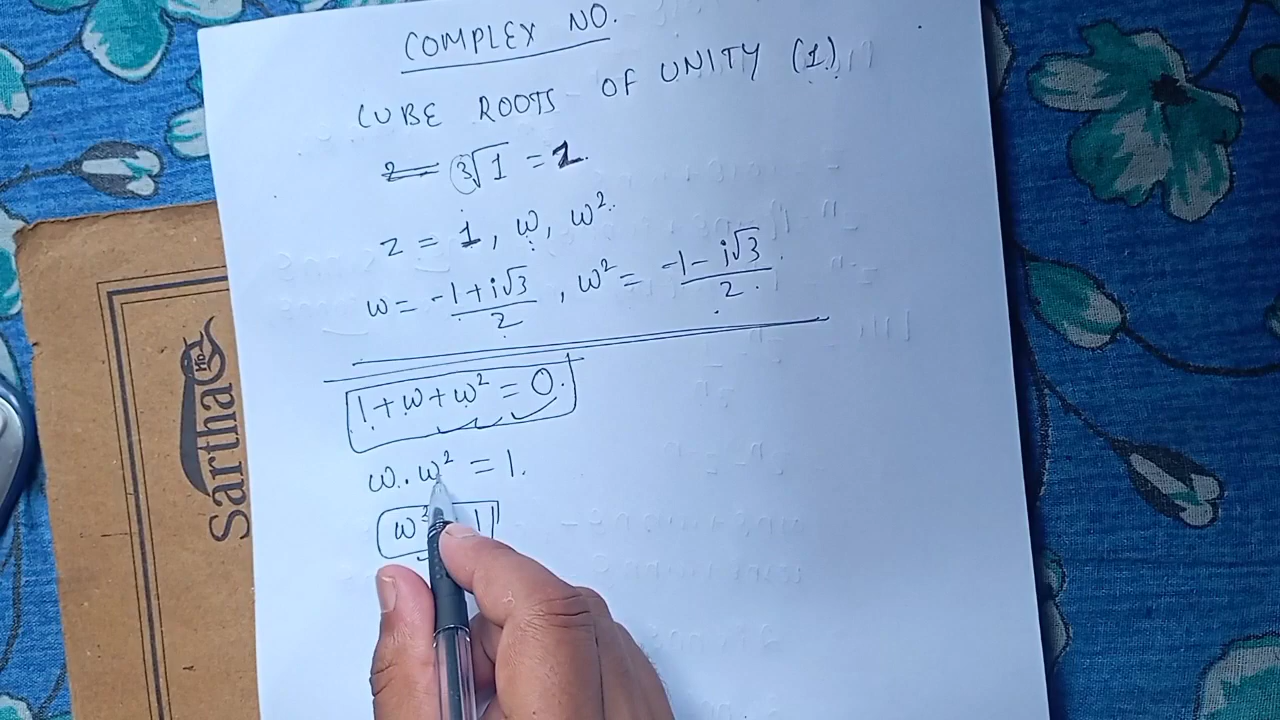 COMPLEX NO.
CUBE ROOTS OF UNITY (1)
∛1 = 1.
z = 1, ω, ω².
ω = (-1+i√3)/2, ω² = (-1-i√3)/2.
1+ω+ω² = 0.
ω.ω² = 1.
Sartha